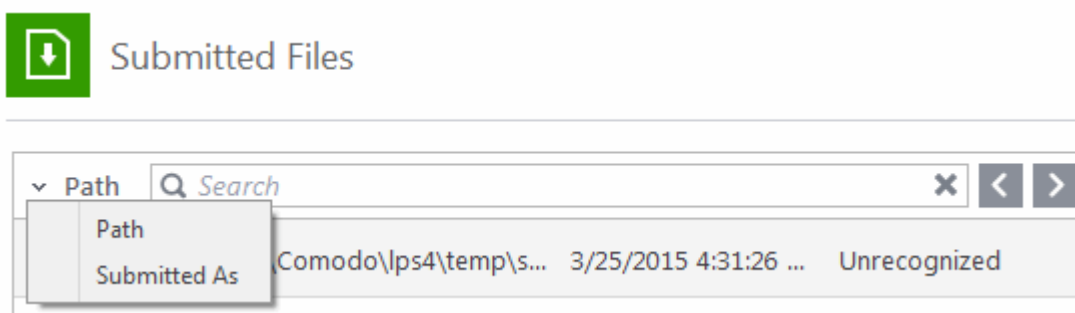 Submitted Files
Path Search
Path
\Comodo\lps4\temp\s... 3/25/2015 4:31:26 ... Unrecognized
Submitted As